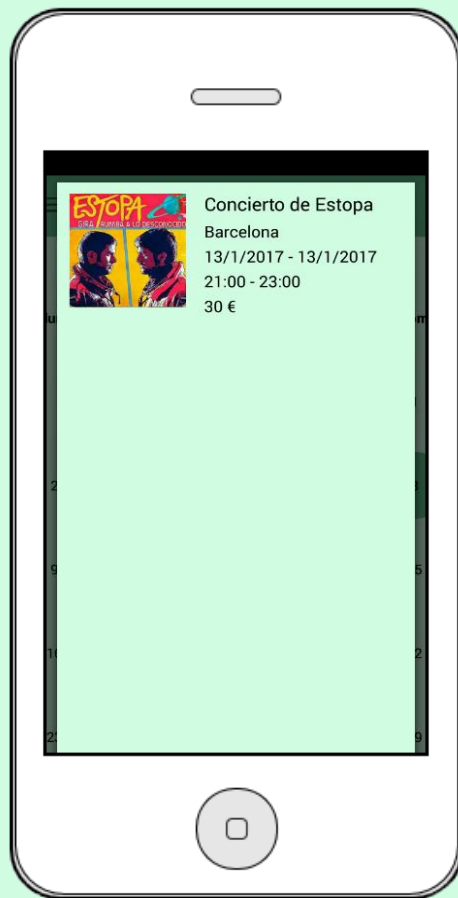 ESTOPA
GIRA RUMBA A LO DESCONOCIDO
Concierto de Estopa
Barcelona
13/1/2017 - 13/1/2017
21:00 - 23:00
30 €